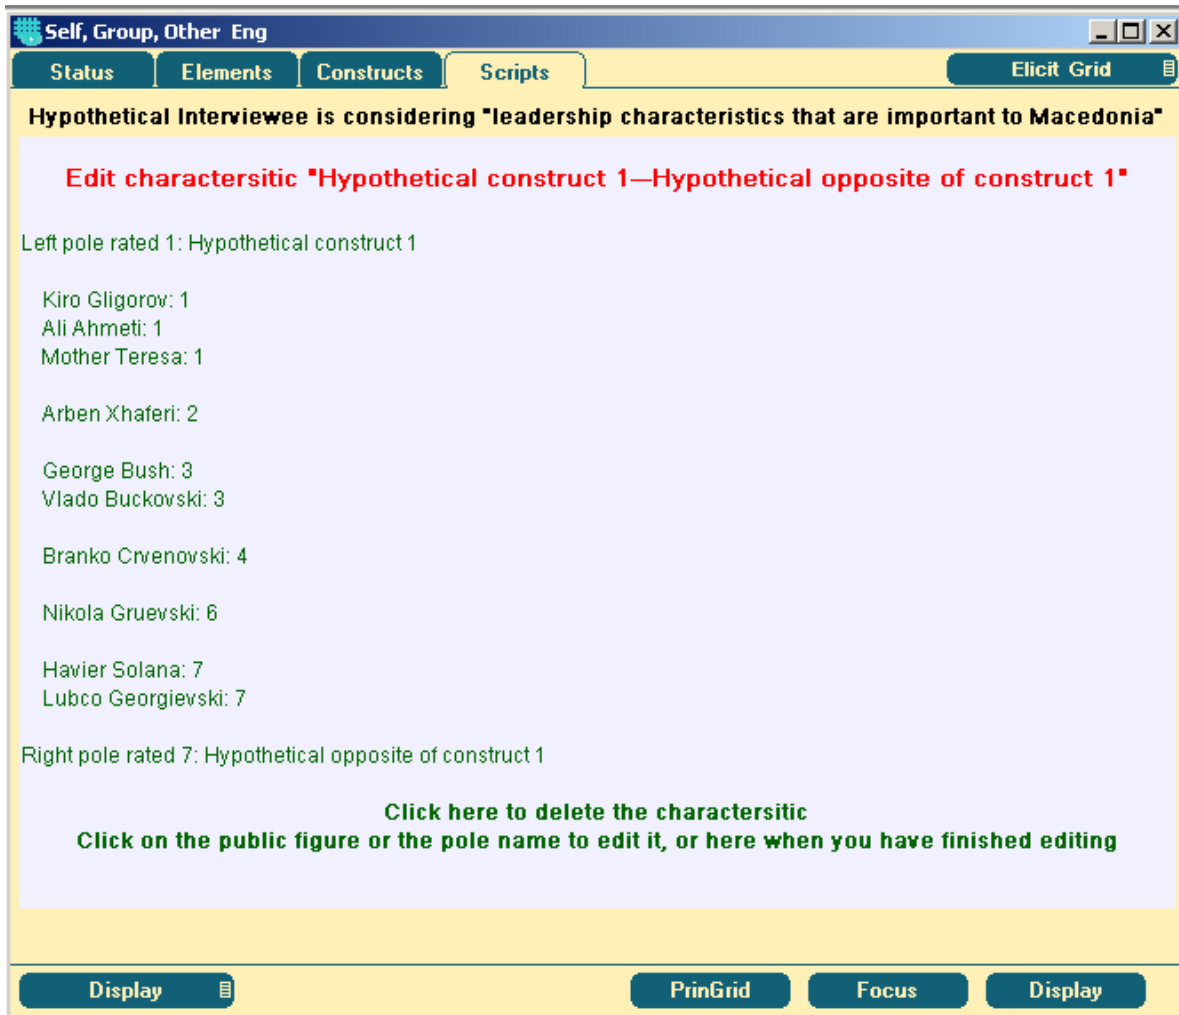 Self, Group, Other Eng
Status Elements Constructs Scripts Elicit Grid
Hypothetical Interviewee is considering "leadership characteristics that are important to Macedonia"
Edit charactersitic "Hypothetical construct 1—Hypothetical opposite of construct 1"
Left pole rated 1: Hypothetical construct 1
Kiro Gligorov: 1
Ali Ahmeti: 1
Mother Teresa: 1
Arben Xhaferi: 2
George Bush: 3
Vlado Buckovski: 3
Branko Crvenovski: 4
Nikola Gruevski: 6
Havier Solana: 7
Lubco Georgievski: 7
Right pole rated 7: Hypothetical opposite of construct 1
Click here to delete the charactersitic
Click on the public figure or the pole name to edit it, or here when you have finished editing
Display PrinGrid Focus Display